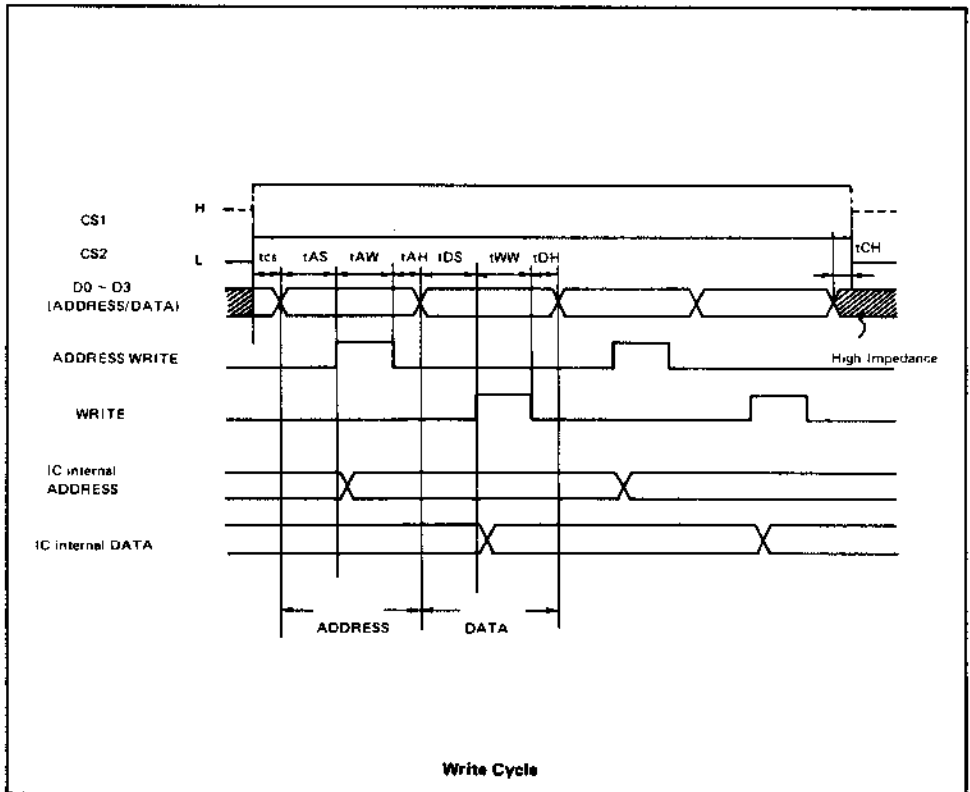 H
CS1
CS2
L
tcs tAS tAW tAH tDS tWW tDH
tCH
D0 ~ D3
(ADDRESS/DATA)
High Impedance
ADDRESS WRITE
WRITE
IC internal
ADDRESS
IC internal DATA
ADDRESS DATA
Write Cycle